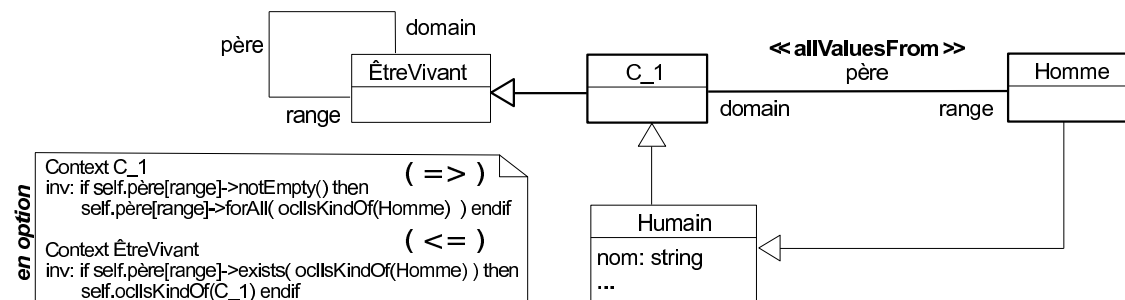 père
domain
ÊtreVivant
range
C_1
<< allValuesFrom >>
père
domain
range
Homme
en option
Context C_1
( => )
inv: if self.père[range]->notEmpty() then
self.père[range]->forAll( oclIsKindOf(Homme) ) endif
Context ÊtreVivant
( <= )
inv: if self.père[range]->exists( oclIsKindOf(Homme) ) then
self.oclIsKindOf(C_1) endif
Humain
nom: string
...